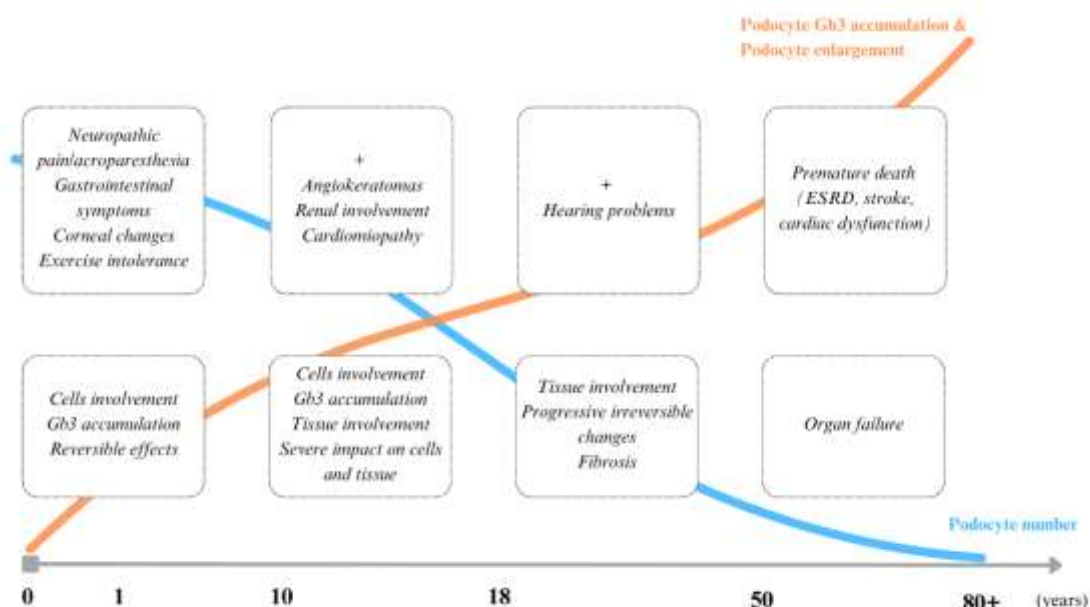 Podocyte Gb3 accumulation &
Podocyte enlargement
Neuropathic
pain/acroparesthesia
Gastrointestinal
symptoms
Corneal changes
Exercise intolerance
+
Angiokeratomas
Renal involvement
Cardiomiopathy
+
Hearing problems
Premature death
(ESRD, stroke,
cardiac dysfunction)
Cells involvement
Gb3 accumulation
Reversible effects
Cells involvement
Gb3 accumulation
Tissue involvement
Severe impact on cells
and tissue
Tissue involvement
Progressive irreversible
changes
Fibrosis
Organ failure
Podocyte number
0 1 10 18 50 80+ (years)